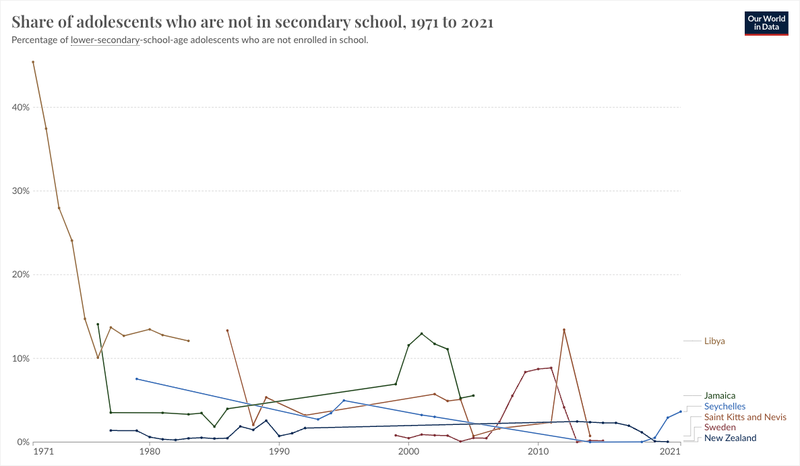 Share of adolescents who are not in secondary school, 1971 to 2021
Our World
in Data
Percentage of lower-secondary-school-age adolescents who are not enrolled in school.
40%
30%
20%
10%
0%
Libya
Jamaica
Seychelles
Saint Kitts and Nevis
Sweden
New Zealand
1971
1980
1990
2000
2010
2021